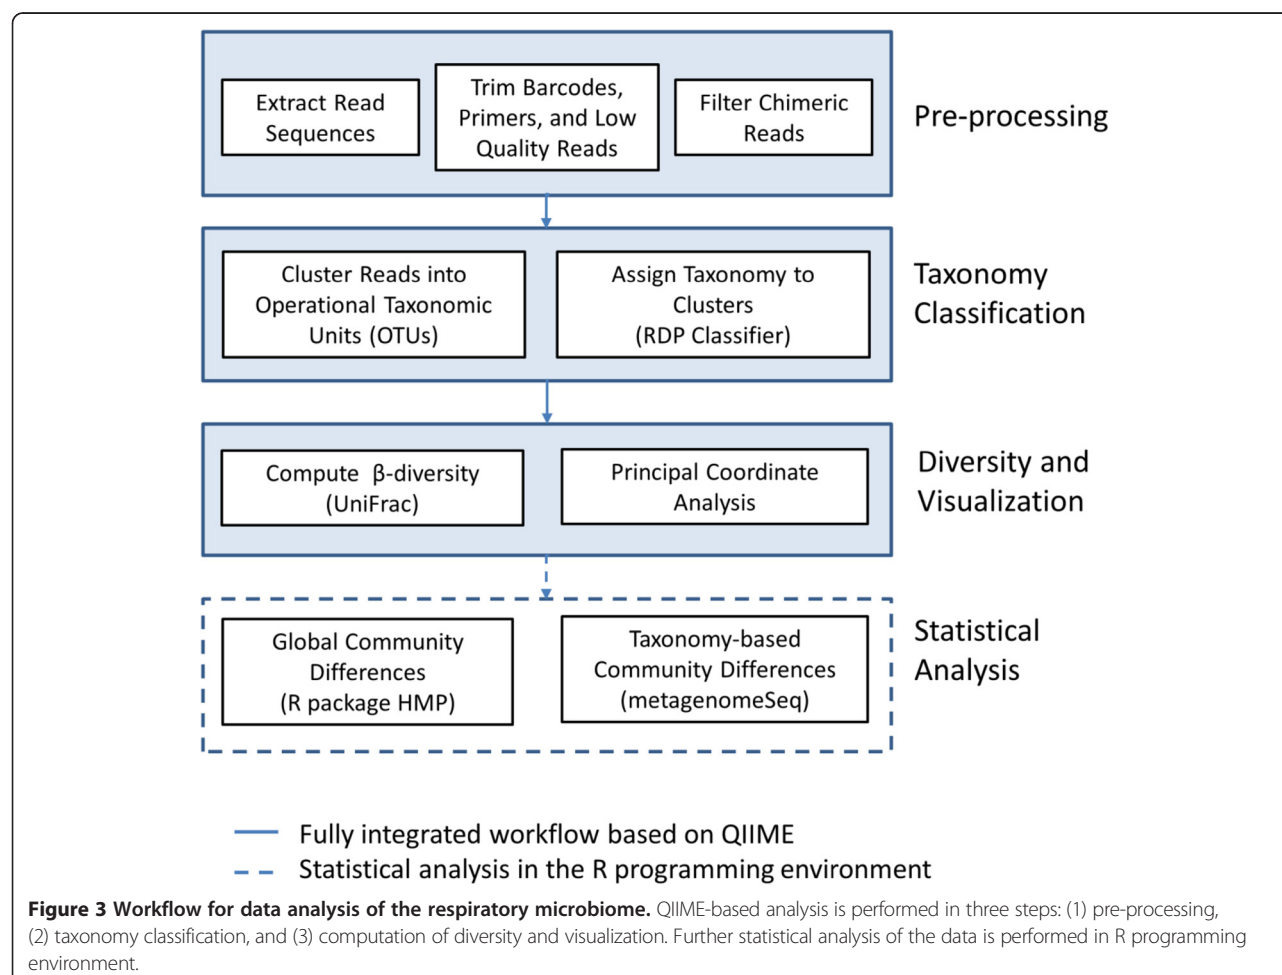 Extract Read
Sequences
Trim Barcodes,
Primers, and Low
Quality Reads
Filter Chimeric
Reads
Pre-processing
Cluster Reads into
Operational Taxonomic
Units (OTUs)
Assign Taxonomy to
Clusters
(RDP Classifier)
Taxonomy
Classification
Compute β-diversity
(UniFrac)
Principal Coordinate
Analysis
Diversity and
Visualization
Global Community
Differences
(R package HMP)
Taxonomy-based
Community Differences
(metagenomeSeq)
Statistical
Analysis
Fully integrated workflow based on QIIME
Statistical analysis in the R programming environment
Figure 3 Workflow for data analysis of the respiratory microbiome. QIIME-based analysis is performed in three steps: (1) pre-processing,
(2) taxonomy classification, and (3) computation of diversity and visualization. Further statistical analysis of the data is performed in R programming
environment.